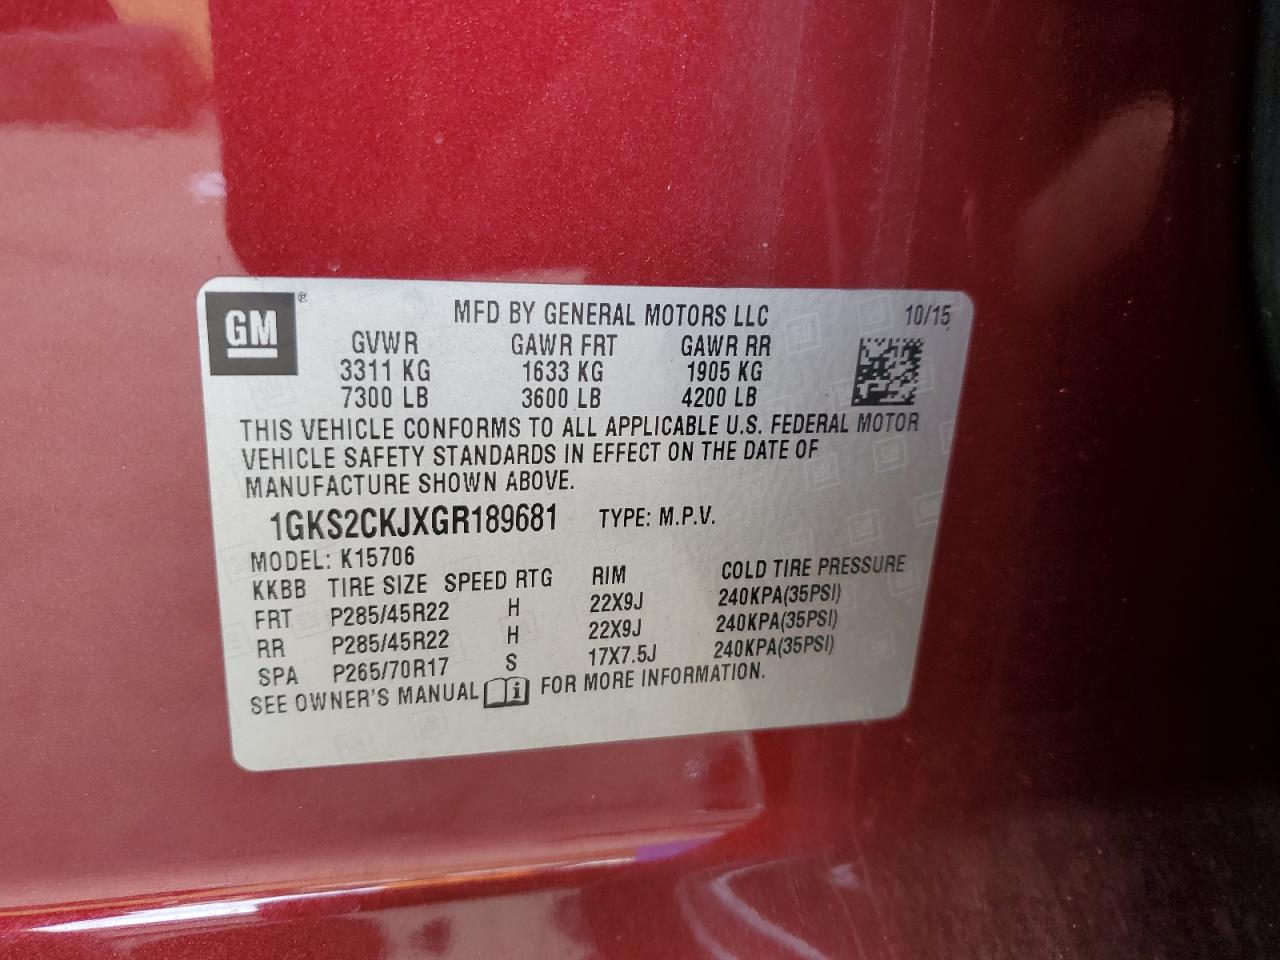 GM ®
MFD BY GENERAL MOTORS LLC 10/15
GVWR GAWR FRT GAWR RR
3311 KG 1633 KG 1905 KG
7300 LB 3600 LB 4200 LB
THIS VEHICLE CONFORMS TO ALL APPLICABLE U.S. FEDERAL MOTOR
VEHICLE SAFETY STANDARDS IN EFFECT ON THE DATE OF
MANUFACTURE SHOWN ABOVE.
1GKS2CKJXGR189681 TYPE: M.P.V.
MODEL: K15706
KKBB TIRE SIZE SPEED RTG RIM COLD TIRE PRESSURE
FRT P285/45R22 H 22X9J 240KPA(35PSI)
RR P285/45R22 H 22X9J 240KPA(35PSI)
SPA P265/70R17 S 17X7.5J 240KPA(35PSI)
SEE OWNER'S MANUAL i FOR MORE INFORMATION.